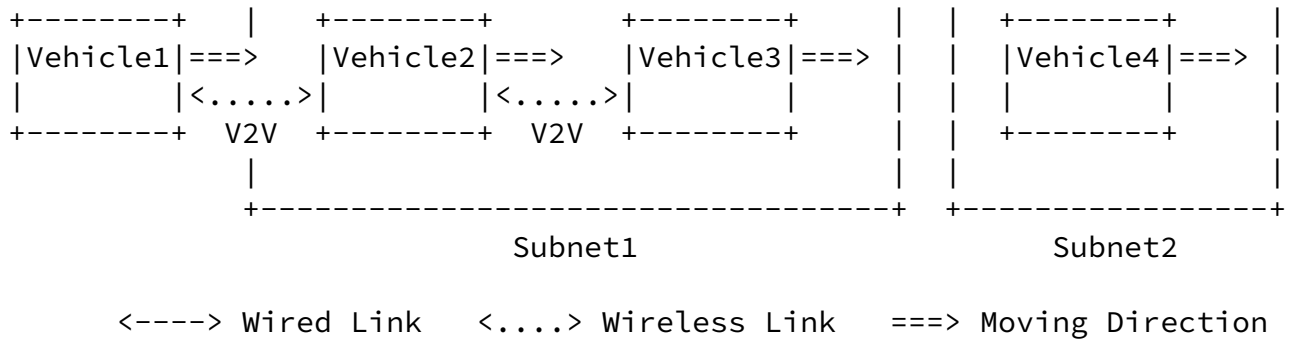 +--------+   |   +--------+        +--------+      |  |  +--------+      |
|Vehicle1|===>   |Vehicle2|===>    |Vehicle3|===>  |  |  |Vehicle4|===>  |
|        |<.....>|        |<.....>|        |       |  |  |        |      |
+--------+  V2V  +--------+  V2V  +--------+       |  |  +--------+      |
             |                                     |  |                  |
             +-------------------------------------+  +------------------+
Subnet1 Subnet2
<----> Wired Link   <....> Wireless Link   ===> Moving Direction